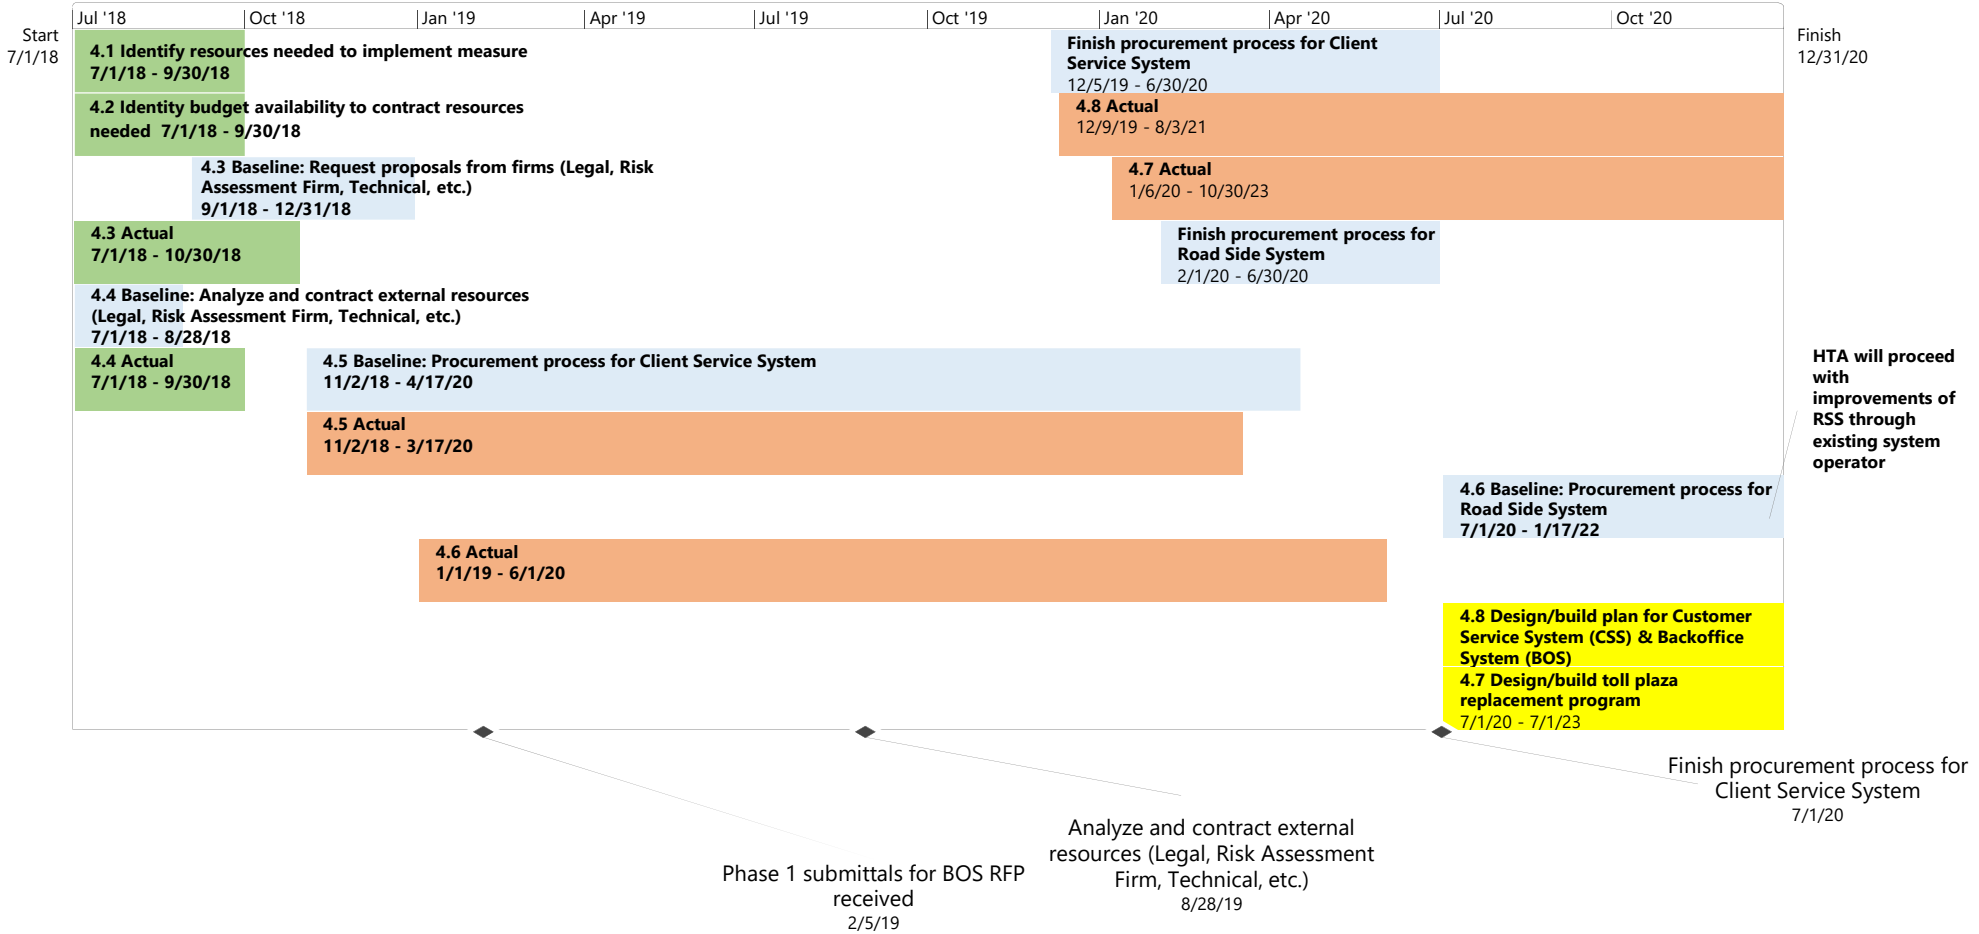 Jul '18
Oct '18
Jan '19
Apr '19
Jul '19
Oct '19
Jan '20
Apr '20
Jul '20
Oct '20
Start
7/1/18
Finish
12/31/20
4.1 Identify resources needed to implement measure
7/1/18 - 9/30/18
4.2 Identity budget availability to contract resources
needed 7/1/18 - 9/30/18
4.3 Baseline: Request proposals from firms (Legal, Risk
Assessment Firm, Technical, etc.)
9/1/18 - 12/31/18
4.3 Actual
7/1/18 - 10/30/18
4.4 Baseline: Analyze and contract external resources
(Legal, Risk Assessment Firm, Technical, etc.)
7/1/18 - 8/28/18
4.4 Actual
7/1/18 - 9/30/18
4.5 Baseline: Procurement process for Client Service System
11/2/18 - 4/17/20
4.5 Actual
11/2/18 - 3/17/20
4.6 Actual
1/1/19 - 6/1/20
Finish procurement process for Client
Service System
12/5/19 - 6/30/20
4.8 Actual
12/9/19 - 8/3/21
4.7 Actual
1/6/20 - 10/30/23
Finish procurement process for
Road Side System
2/1/20 - 6/30/20
HTA will proceed
with
improvements of
RSS through
existing system
operator
4.6 Baseline: Procurement process for
Road Side System
7/1/20 - 1/17/22
4.8 Design/build plan for Customer
Service System (CSS) & Backoffice
System (BOS)
4.7 Design/build toll plaza
replacement program
7/1/20 - 7/1/23
Phase 1 submittals for BOS RFP
received
2/5/19
Analyze and contract external
resources (Legal, Risk Assessment
Firm, Technical, etc.)
8/28/19
Finish procurement process for
Client Service System
7/1/20